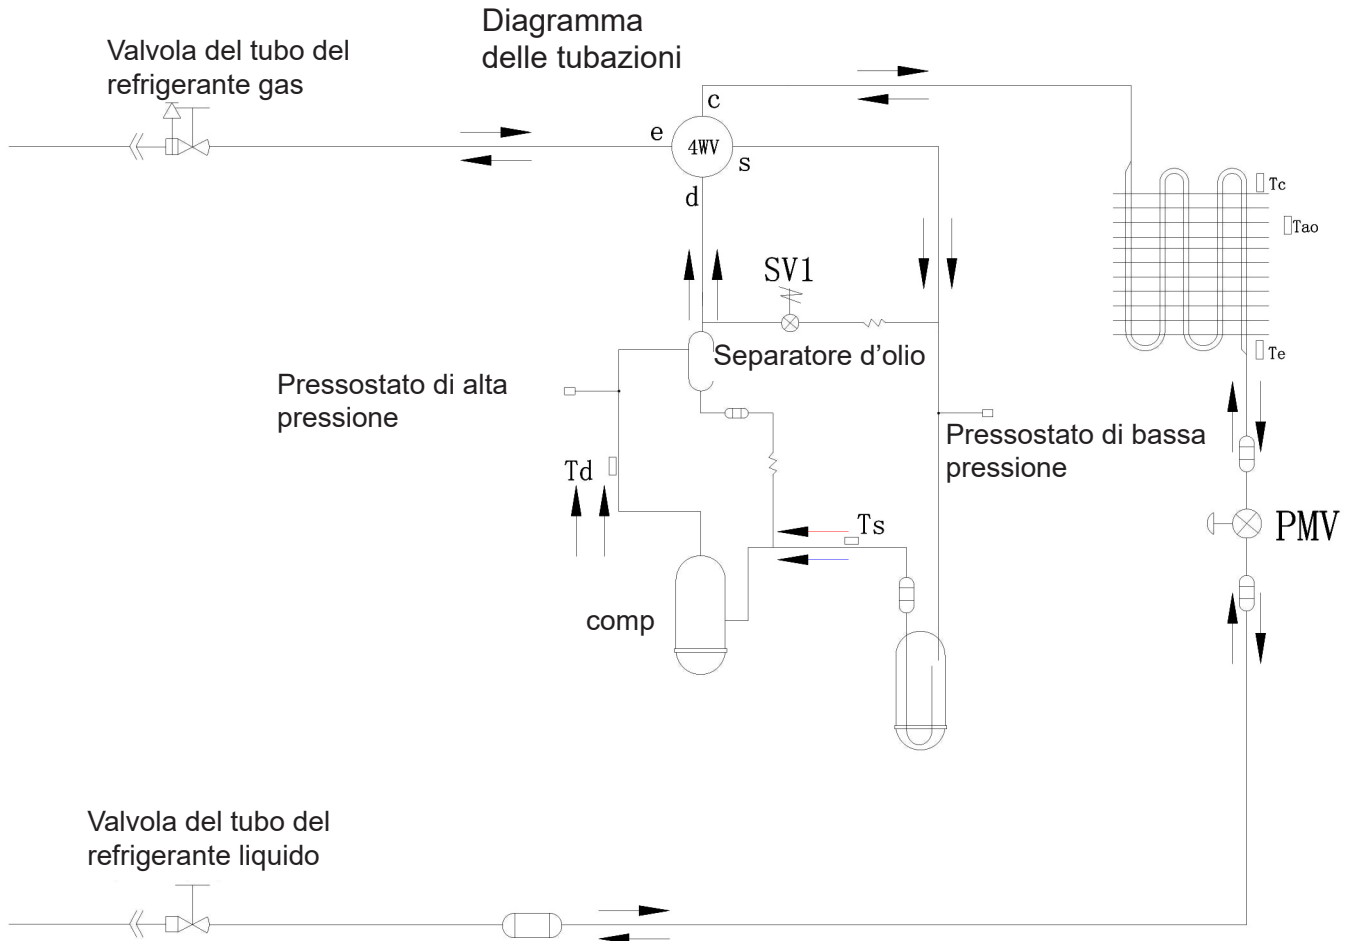 Diagramma
delle tubazioni
Valvola del tubo del
refrigerante gas
c
e
4WV
s
d
Tc
Tao
SV1
Separatore d’olio
Te
Pressostato di alta
pressione
Pressostato di bassa
pressione
Td
Ts
PMV
comp
Valvola del tubo del
refrigerante liquido